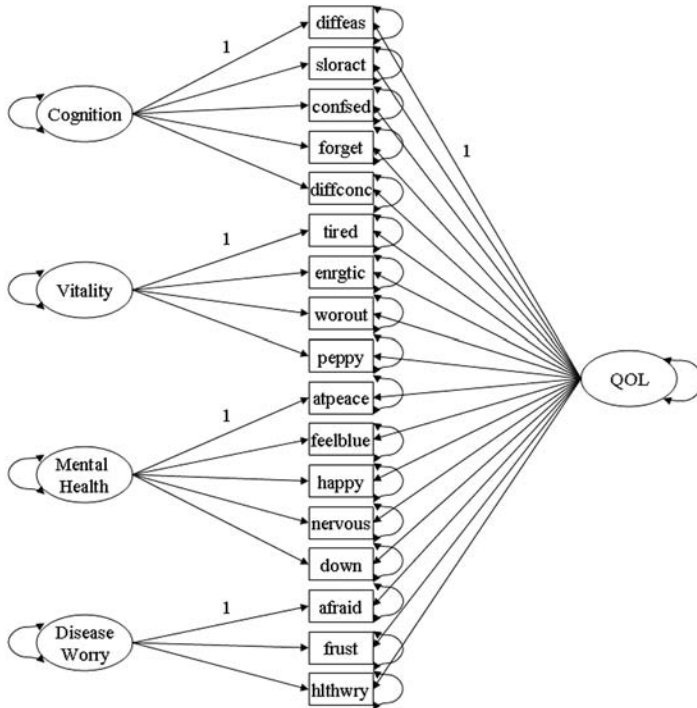 diffeas
1
sloract
confsed
Cognition
forget
1
diffconc
tired
1
enrgtic
Vitality
worout
peppy
QOL
atpeace
1
feelblue
Mental
Health
happy
nervous
down
afraid
1
Disease
Worry
frust
hlthwry